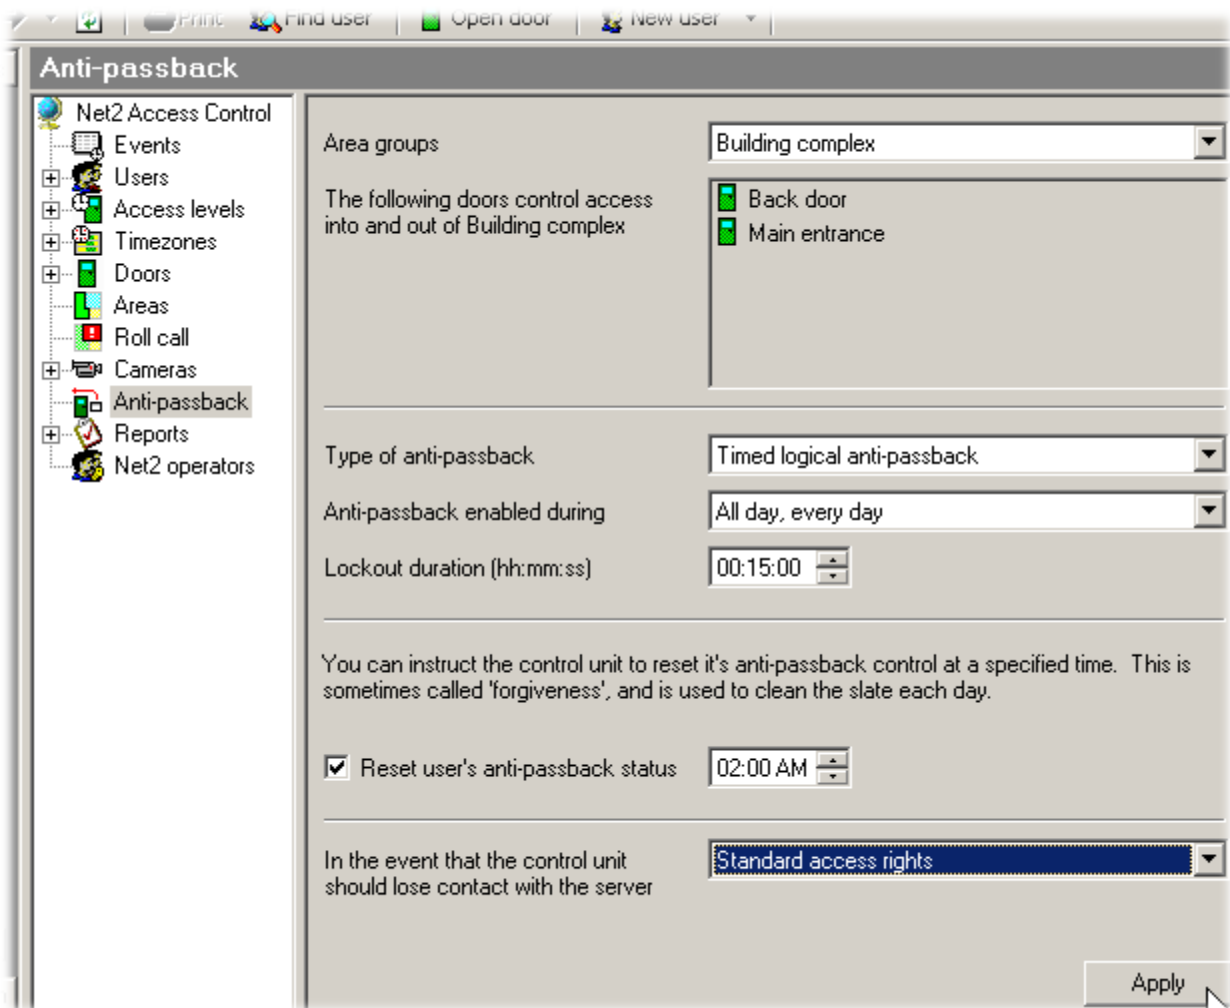 Print
Find user
Open door
New user
Anti-passback
Net2 Access Control
Events
Users
Access levels
Timezones
Doors
Areas
Roll call
Cameras
Anti-passback
Reports
Net2 operators
Area groups
Building complex
The following doors control access
into and out of Building complex
Back door
Main entrance
Type of anti-passback
Timed logical anti-passback
Anti-passback enabled during
All day, every day
Lockout duration (hh:mm:ss)
00:15:00
You can instruct the control unit to reset it's anti-passback control at a specified time. This is
sometimes called 'forgiveness', and is used to clean the slate each day.
Reset user's anti-passback status
02:00 AM
In the event that the control unit
should lose contact with the server
Standard access rights
Apply